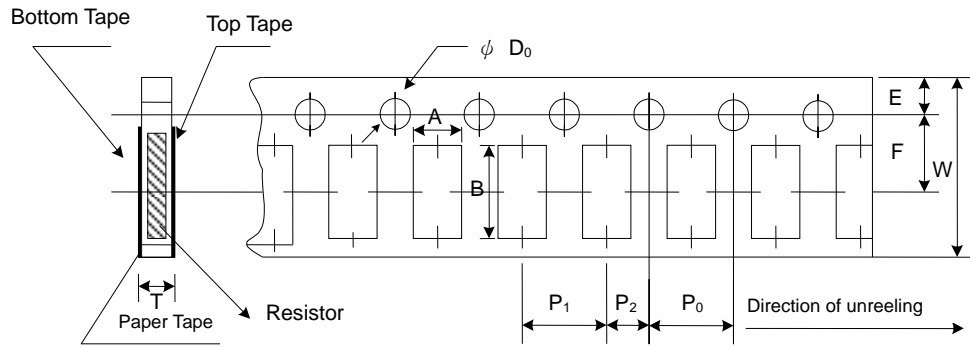 Bottom Tape
Top Tape
ψ D₀
E
A
F
W
B
T
P₁
P₂
P₀
Direction of unreeling
Resistor
Paper Tape